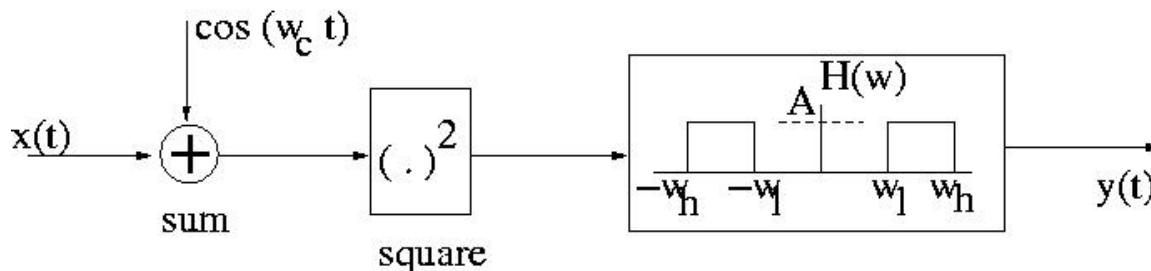 cos (w_c t)
x(t)
+
sum
( . )^2
square
H(w)
A
-w_h -w_l w_l w_h
y(t)